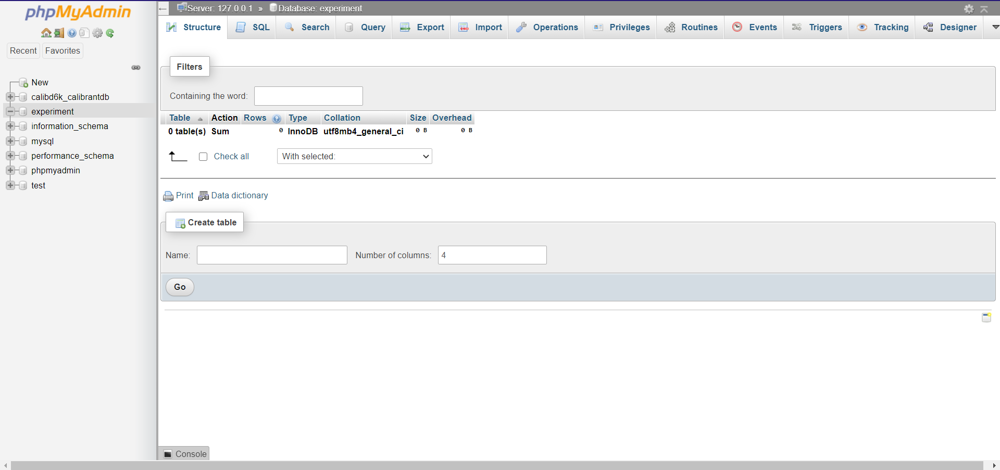 phpMyAdmin
Recent Favorites
New
calibd6k_calibrantdb
experiment
information_schema
mysql
performance_schema
phpmyadmin
test
Server: 127.0.0.1 » Database: experiment
Structure SQL Search Query Export Import Operations Privileges Routines Events Triggers Tracking Designer
Filters
Containing the word:
Table Action Rows Type Collation Size Overhead
0 table(s) Sum 0 InnoDB utf8mb4_general_ci 0 B 0 B
Check all With selected:
Print Data dictionary
Create table
Name: Number of columns: 4
Go
Console